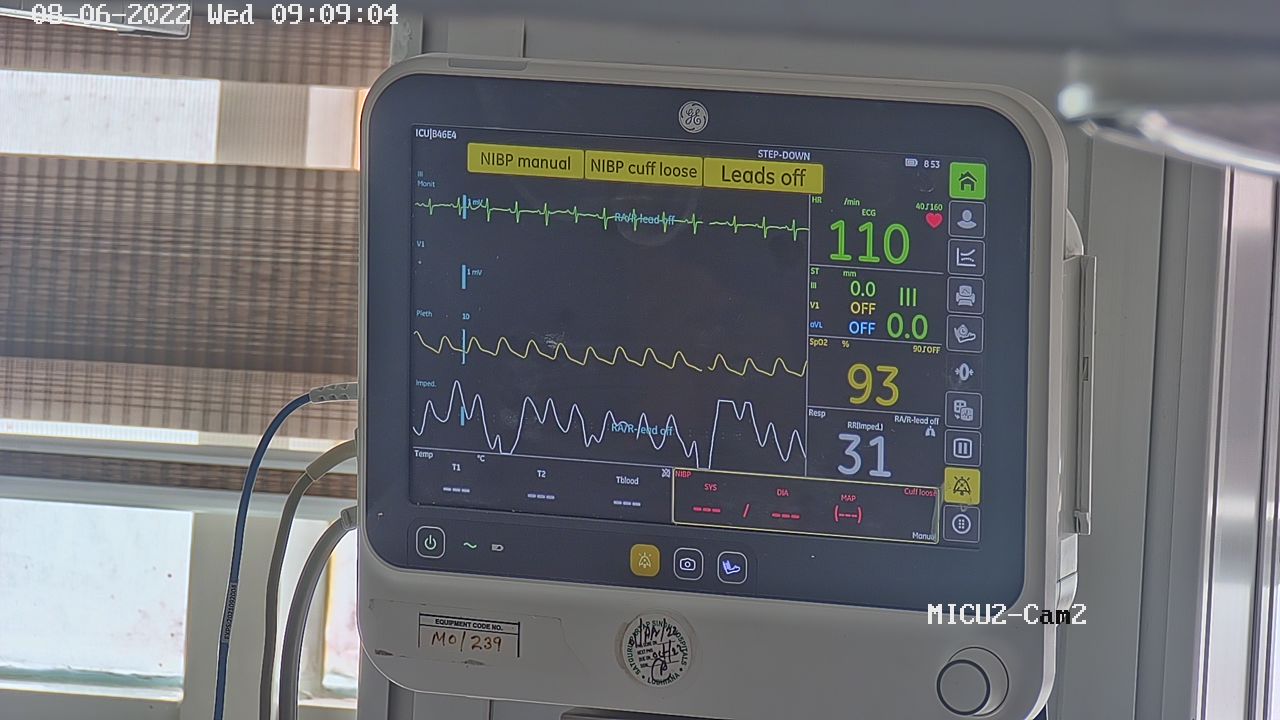 08-06-2022 Wed 09:09:04
GE
ICU|B46E4
STEP-DOWN
8 53
NIBP manual
NIBP cuff loose
Leads off
III
Monit
1 mV
RA/R-lead off
V1
1 mV
Pleth
10
Imped.
RA/R-lead off
HR
/min
ECG
40/160
110
ST
mm
III
0.0
III
V1
OFF
aVL
OFF
0.0
SpO2
%
90/OFF
93
Resp
RA/R-lead off
RR(Imped.)
31
Temp
T1
°C
T2
Tblood
---
---
---
NIBP
SYS
DIA
MAP
Cuff loose
--- / --- (---)
Manual
EQUIPMENT CODE NO.
MO/239
HOSPITALS
LUDHIANA
MICU2-Cam2